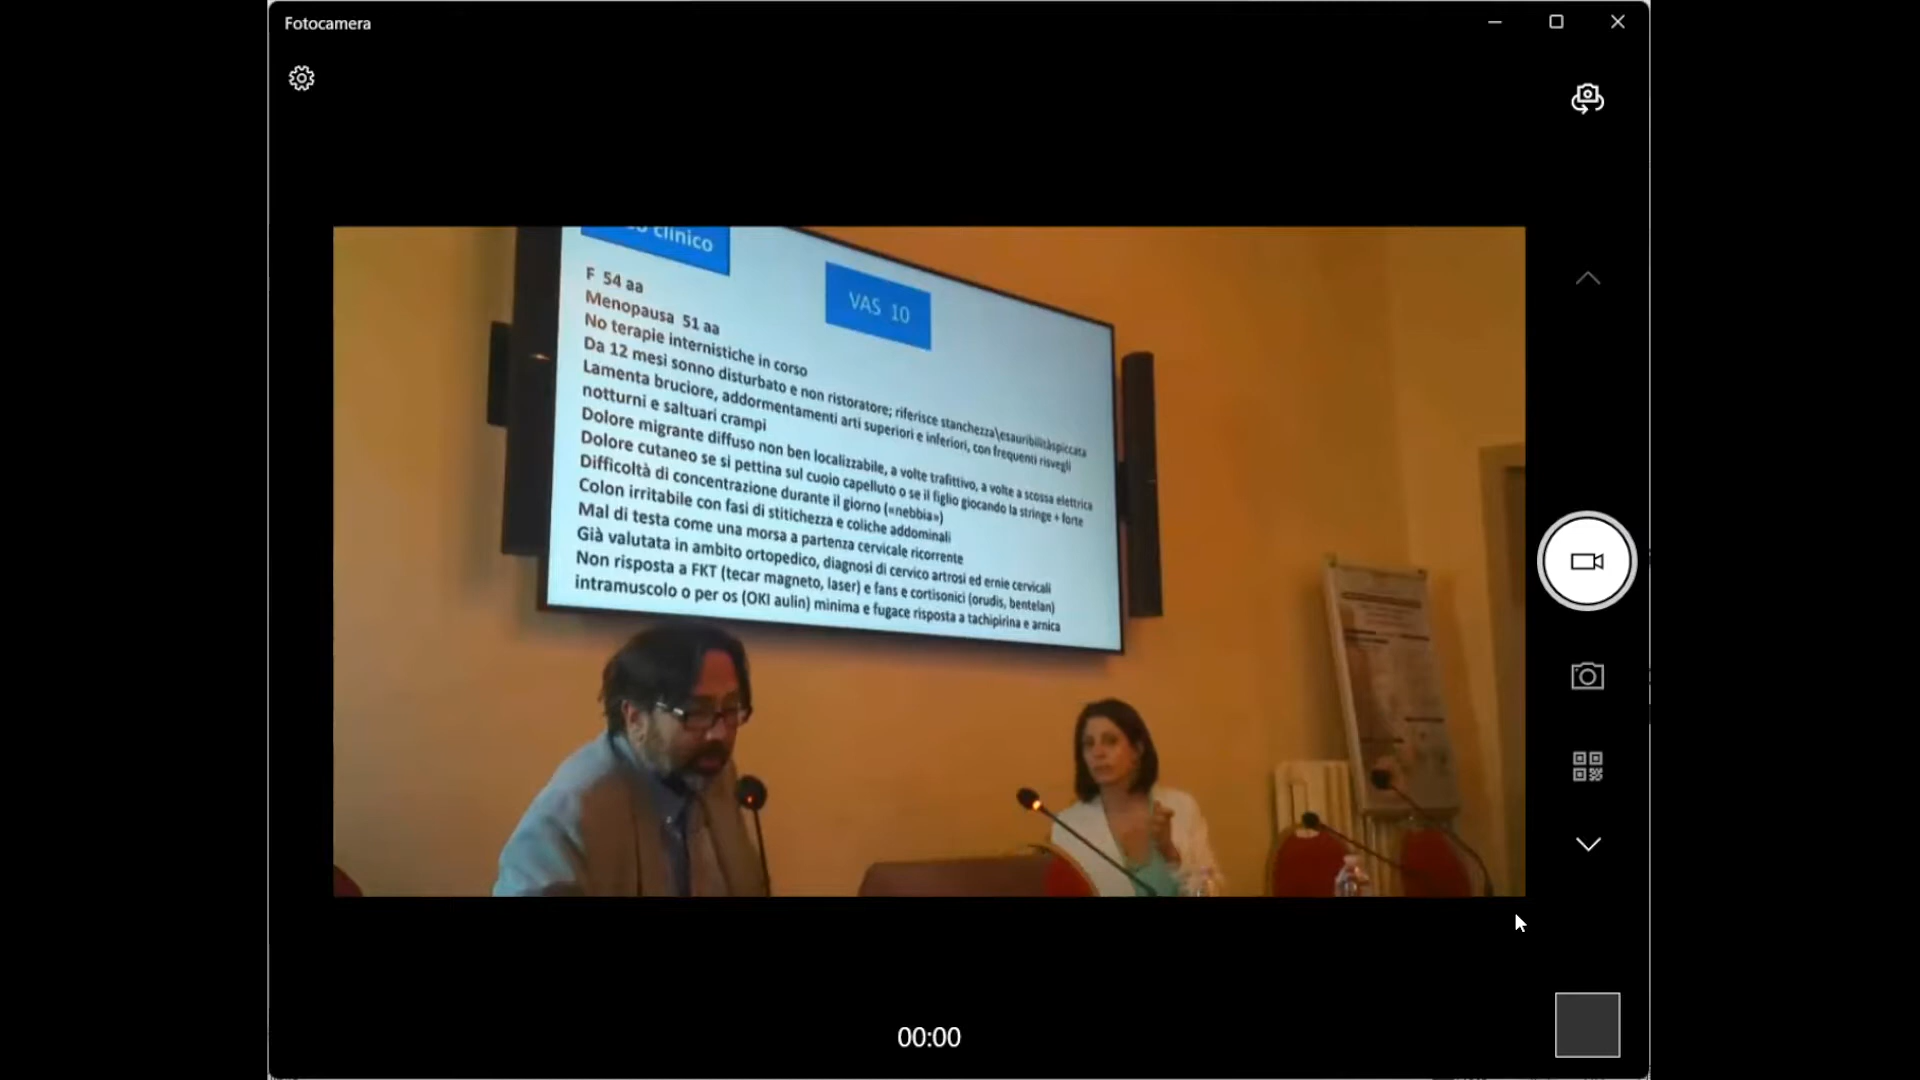 Fotocamera
clinico
VAS 10
F 54 aa
Menopausa 51 aa
No terapie internistiche in corso
Da 12 mesi sonno disturbato e non ristoratore; riferisce stanchezza\esauribilitàspiccata
Lamenta bruciore, addormentamenti arti superiori e inferiori, con frequenti risvegli
notturni e saltuari crampi
Dolore migrante diffuso non ben localizzabile, a volte trafittivo, a volte a scossa elettrica
Dolore cutaneo se si pettina sul cuoio capelluto o se il figlio giocando la stringe + forte
Difficoltà di concentrazione durante il giorno («nebbia»)
Colon irritabile con fasi di stitichezza e coliche addominali
Mal di testa come una morsa a partenza cervicale ricorrente
Già valutata in ambito ortopedico, diagnosi di cervico artrosi ed ernie cervicali
Non risposta a FKT (tecar magneto, laser) e fans e cortisonici (orudis, bentelan)
intramuscolo o per os (OKI aulin) minima e fugace risposta a tachipirina e arnica
00:00